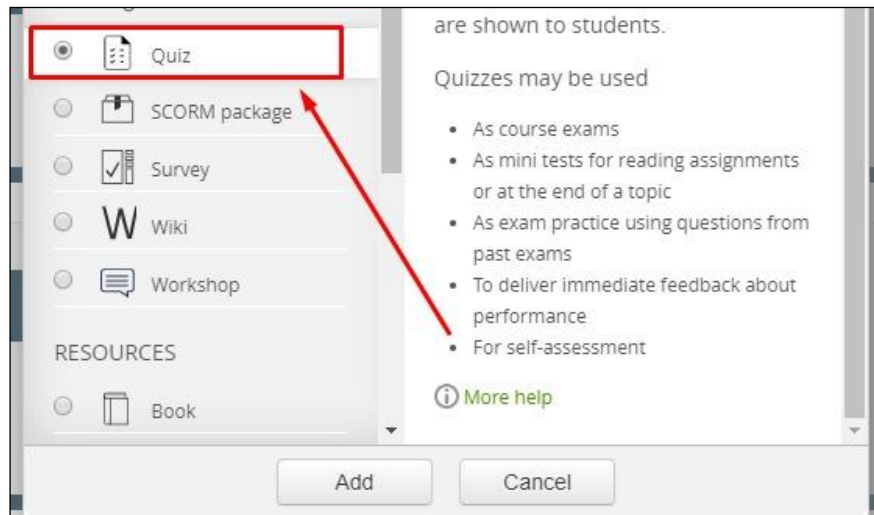 Quiz
SCORM package
Survey
Wiki
Workshop
RESOURCES
Book
are shown to students.
Quizzes may be used
• As course exams
• As mini tests for reading assignments
or at the end of a topic
• As exam practice using questions from
past exams
• To deliver immediate feedback about
performance
• For self-assessment
More help
Add
Cancel